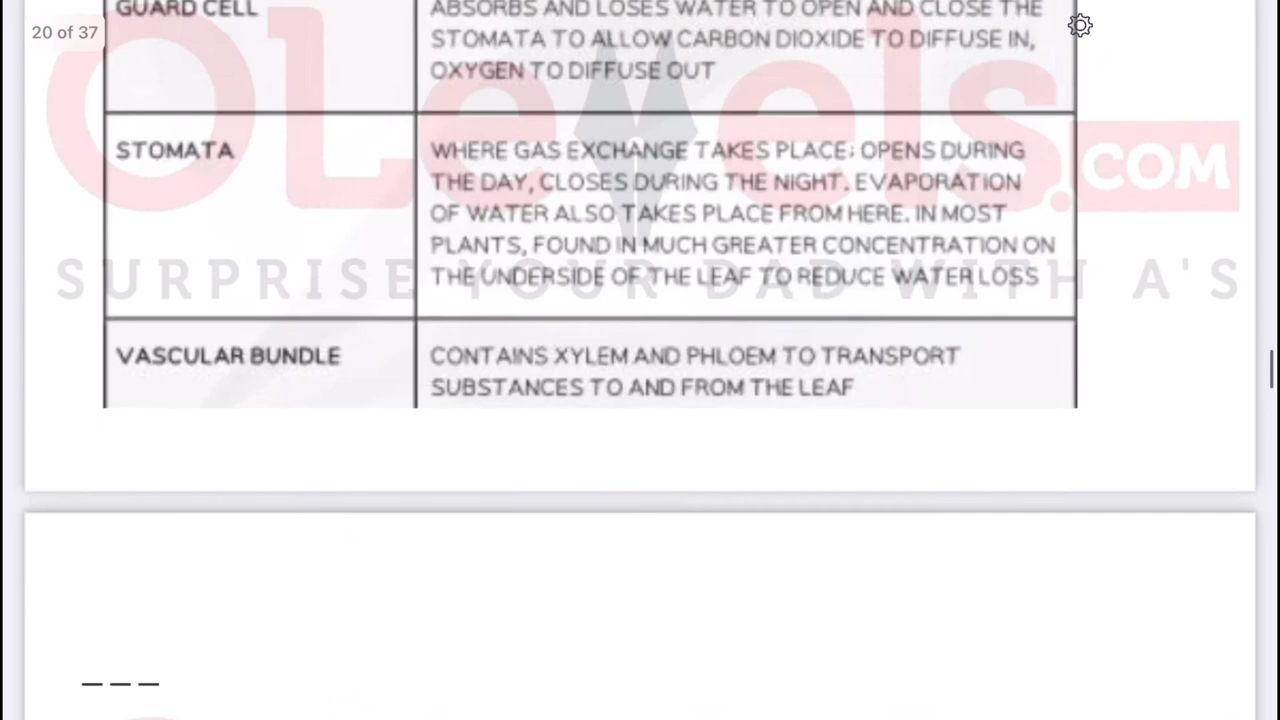 20 of 37
GUARD CELL
ABSORBS AND LOSES WATER TO OPEN AND CLOSE THE
STOMATA TO ALLOW CARBON DIOXIDE TO DIFFUSE IN,
OXYGEN TO DIFFUSE OUT
STOMATA
WHERE GAS EXCHANGE TAKES PLACE; OPENS DURING
THE DAY, CLOSES DURING THE NIGHT. EVAPORATION
OF WATER ALSO TAKES PLACE FROM HERE. IN MOST
PLANTS, FOUND IN MUCH GREATER CONCENTRATION ON
THE UNDERSIDE OF THE LEAF TO REDUCE WATER LOSS
VASCULAR BUNDLE
CONTAINS XYLEM AND PHLOEM TO TRANSPORT
SUBSTANCES TO AND FROM THE LEAF
OLevels.COM
SURPRISE YOUR DAD WITH A'S